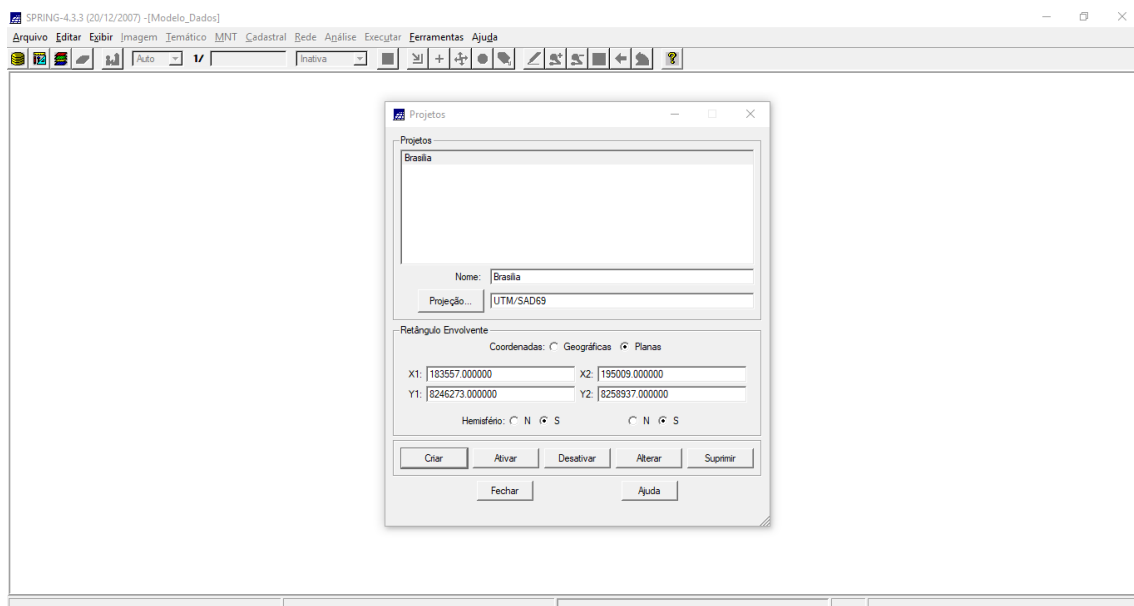 SPRING-4.3.3 (20/12/2007) -[Modelo_Dados]
Arquivo Editar Exibir Imagem Temático MNT Cadastral Rede Análise Executar Ferramentas Ajuda
Auto 1/ Inativa ?
Projetos
Projetos
Brasilia
Nome: Brasilia
Projeção... UTM/SAD69
Retângulo Envolvente
Coordenadas: Geográficas Planas
X1: 183557.000000 X2: 195009.000000
Y1: 8246273.000000 Y2: 8258937.000000
Hemisfério: N S N S
Criar Ativar Desativar Alterar Suprimir
Fechar Ajuda